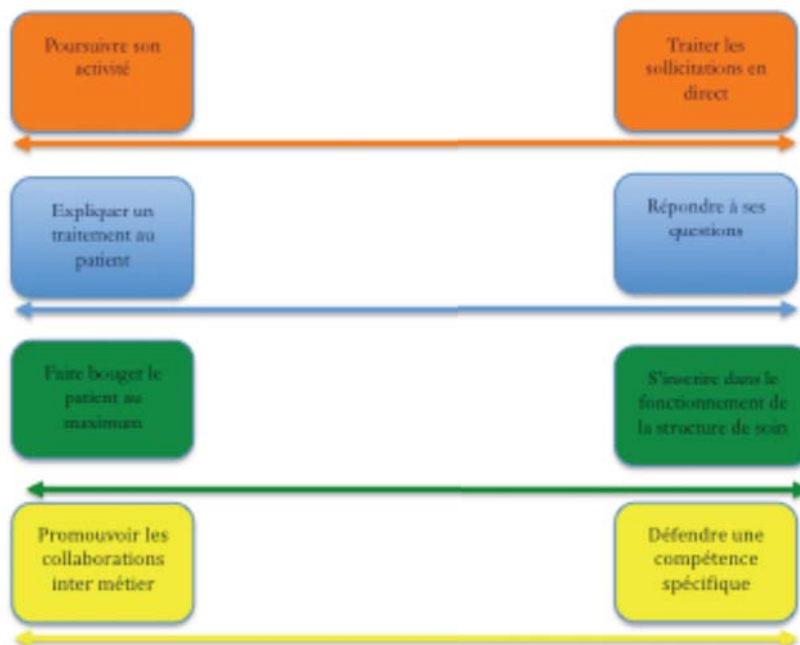 Poursuivre son
activité
Traiter les
sollicitations en
direct
Expliquer un
traitement au
patient
Répondre à ses
questions
Faire bouger le
patient au
maximum
S'inscrire dans le
fonctionnement de
la structure de soin
Promouvoir les
collaborations
inter métier
Défendre une
compétence
spécifique